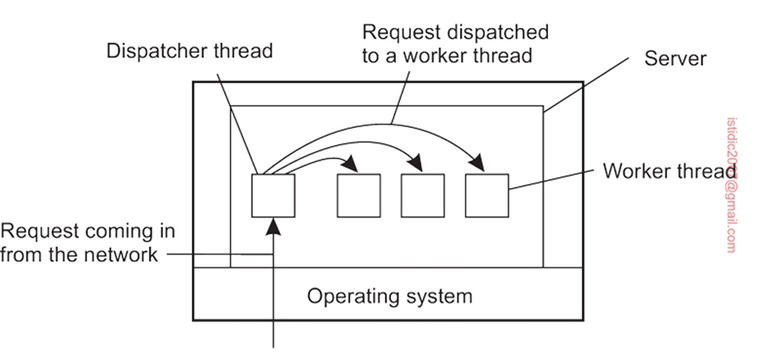 Request dispatched
to a worker thread
Dispatcher thread
Server
Worker thread
Request coming in
from the network
Operating system